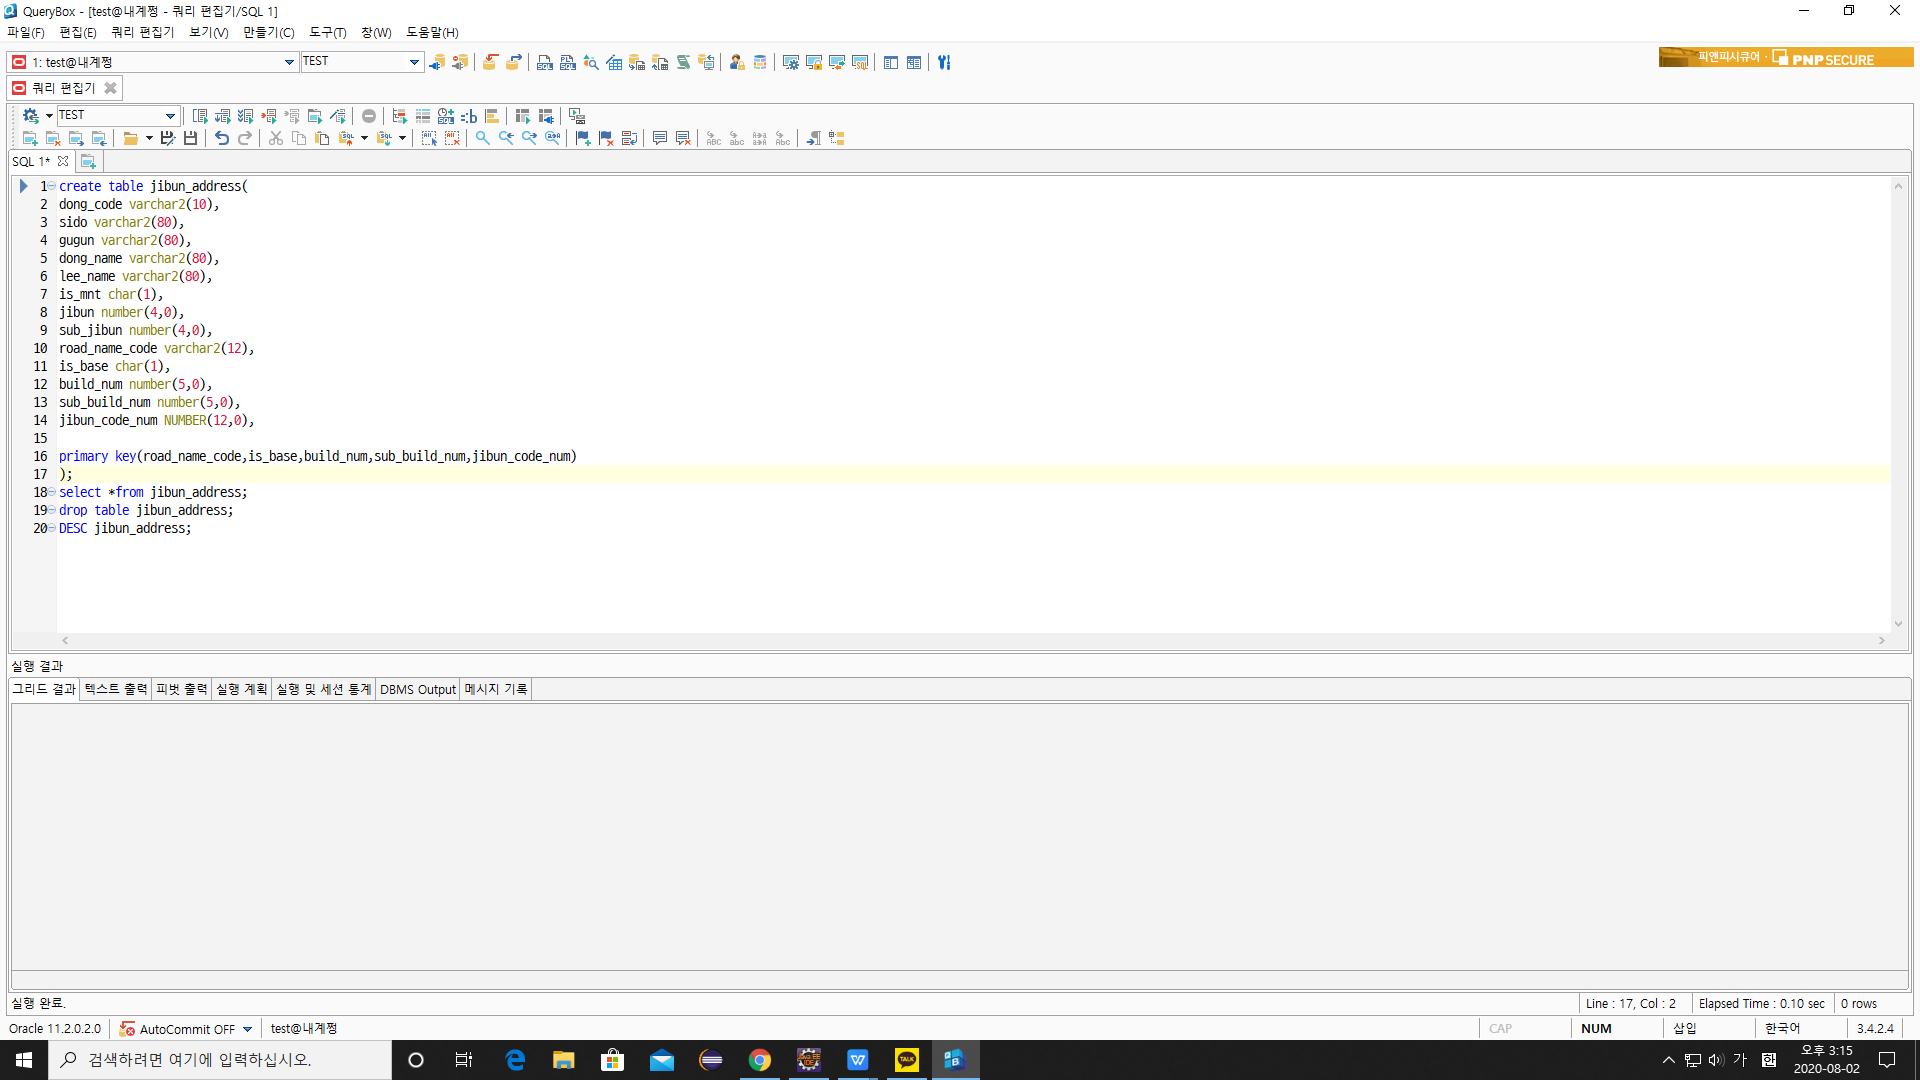 QueryBox - [test@내계쩡 - 쿼리 편집기/SQL 1]
파일(F) 편집(E) 쿼리 편집기 보기(V) 만들기(C) 도구(T) 창(W) 도움말(H)
1: test@내계쩡 TEST
피앤피시큐어 · PNP SECURE
쿼리 편집기
TEST
SQL 1*
1 create table jibun_address(
2 dong_code varchar2(10),
3 sido varchar2(80),
4 gugun varchar2(80),
5 dong_name varchar2(80),
6 lee_name varchar2(80),
7 is_mnt char(1),
8 jibun number(4,0),
9 sub_jibun number(4,0),
10 road_name_code varchar2(12),
11 is_base char(1),
12 build_num number(5,0),
13 sub_build_num number(5,0),
14 jibun_code_num NUMBER(12,0),
15
16 primary key(road_name_code,is_base,build_num,sub_build_num,jibun_code_num)
17 );
18 select *from jibun_address;
19 drop table jibun_address;
20 DESC jibun_address;
실행 결과
그리드 결과 텍스트 출력 피벗 출력 실행 계획 실행 및 세션 통계 DBMS Output 메시지 기록
실행 완료. Line : 17, Col : 2 Elapsed Time : 0.10 sec 0 rows
Oracle 11.2.0.2.0 AutoCommit OFF test@내계쩡 CAP NUM 삽입 한국어 3.4.2.4
검색하려면 여기에 입력하십시오. 가 오후 3:15
2020-08-02